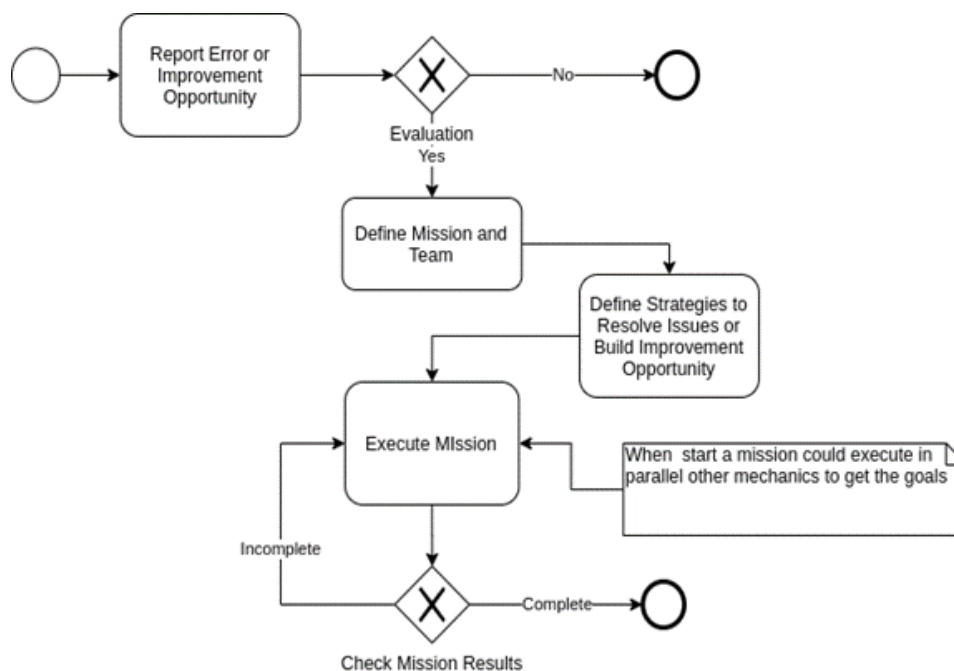 Report Error or
Improvement
Opportunity
No
Evaluation
Yes
Define Mission and
Team
Define Strategies to
Resolve Issues or
Build Improvement
Opportunity
Execute MIssion
When  start a mission could execute in
parallel other mechanics to get the goals
Incomplete
Complete
Check Mission Results